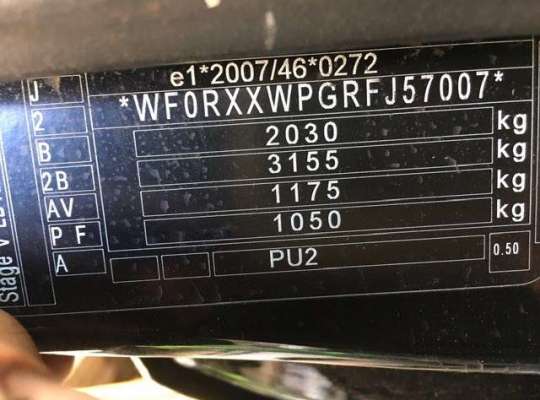 e1*2007/46*0272
*WF0RXXWPGRFJ57007*
J
2
2030 kg
B
3155 kg
2B
1175 kg
AV
1050 kg
P F
A
PU2
0.50
Stage V